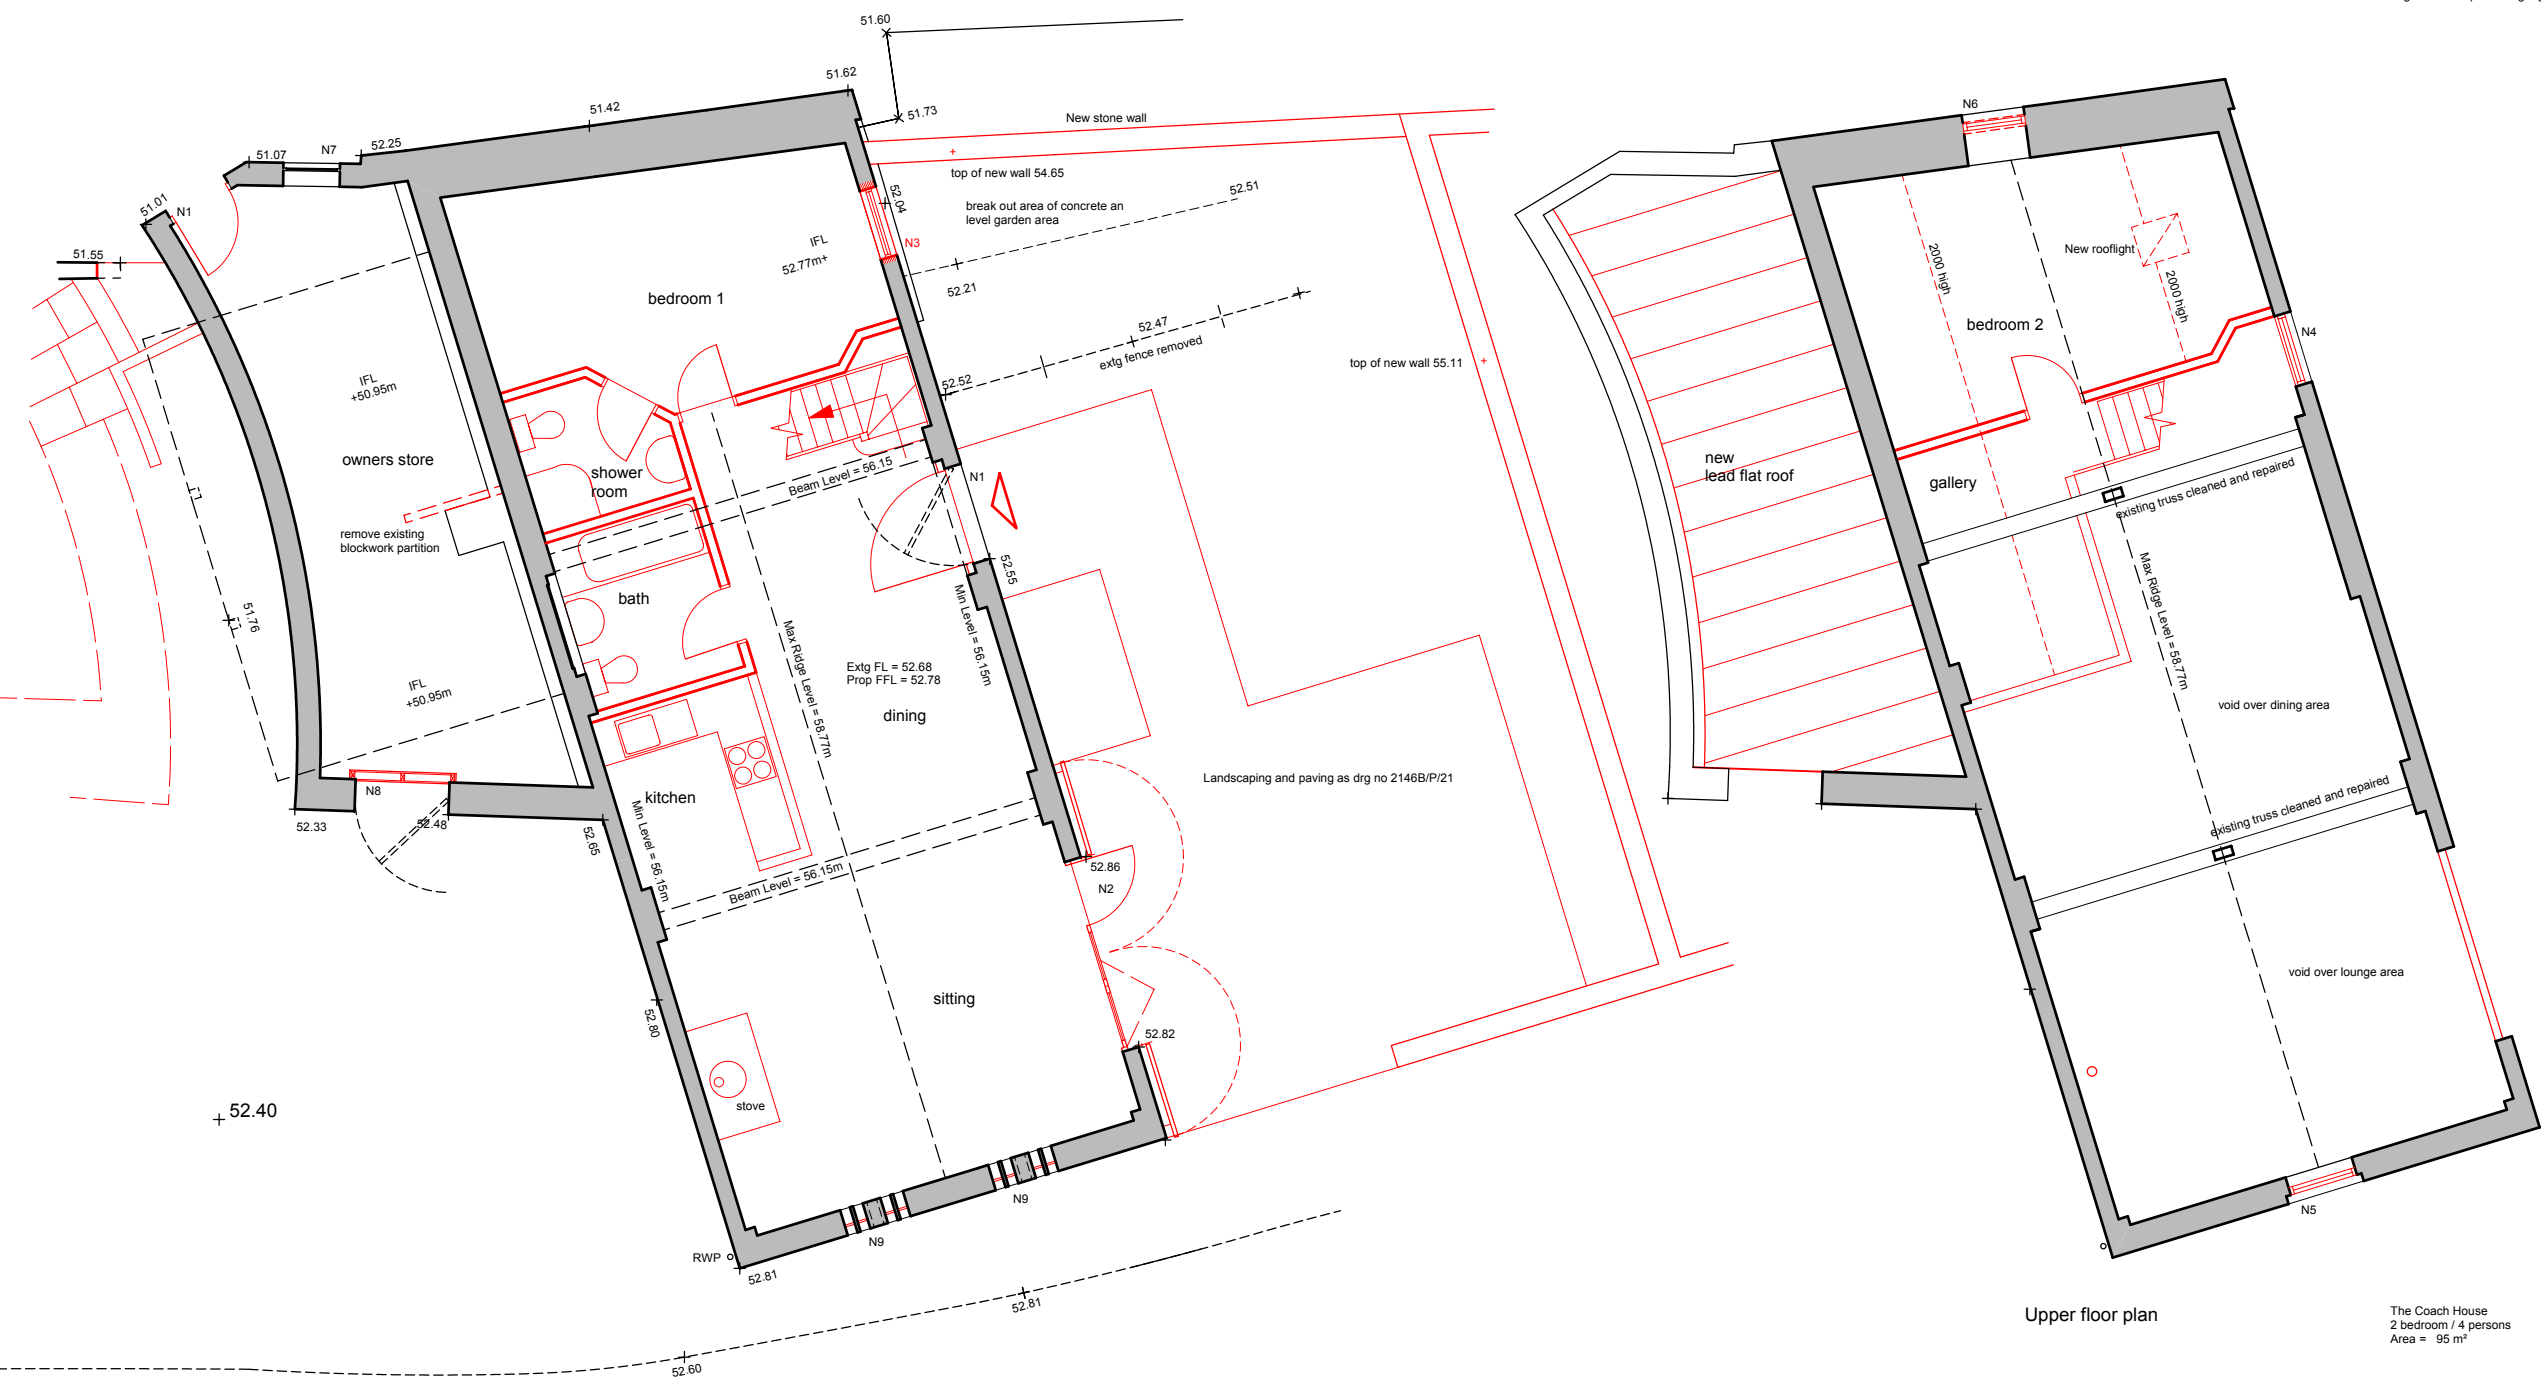 51.60
51.62
51.42
51.73
New stone wall
N7
52.25
51.07
top of new wall 54.65
52.04
52.51
break out area of concrete an
level garden area
51.01
N1
N3
51.55
IFL
52.77m+
52.21
bedroom 1
52.47
extg fence removed
top of new wall 55.11
IFL
+50.95m
52.52
owners store
shower
room
Beam Level = 56.15
N1
remove existing
blockwork partition
52.55
bath
Min Level = 56.15m
51.76
Max Ridge Level = 58.77m
Extg FL = 52.68
Prop FFL = 52.78
IFL
+50.95m
dining
Landscaping and paving as drg no 2146B/P/21
N8
kitchen
52.33
52.48
52.65
Min Level = 56.15m
52.86
N2
Beam Level = 56.15m
sitting
52.80
52.82
stove
52.40
N9
N9
RWP
52.81
52.81
52.60
N6
2000 high
New rooflight
2000 high
bedroom 2
N4
new
lead flat roof
gallery
existing truss cleaned and repaired
Max Ridge Level = 58.77m
void over dining area
existing truss cleaned and repaired
void over lounge area
N5
Upper floor plan
The Coach House
2 bedroom / 4 persons
Area = 95 m²